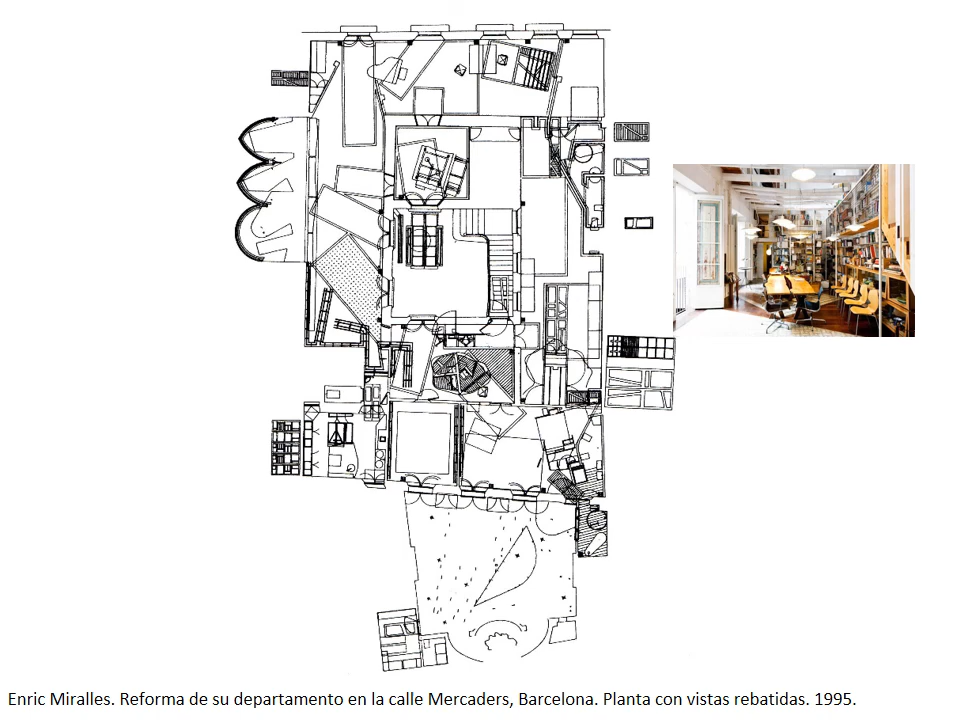 Enric Miralles. Reforma de su departamento en la calle Mercaders, Barcelona. Planta con vistas rebatidas. 1995.